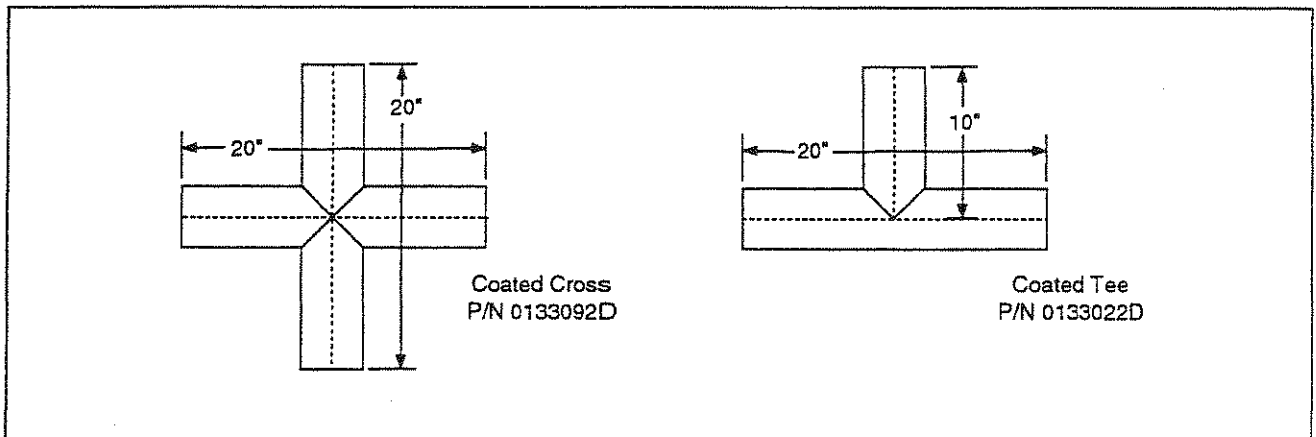 20"
20"
Coated Cross
P/N 0133092D
10"
20"
Coated Tee
P/N 0133022D